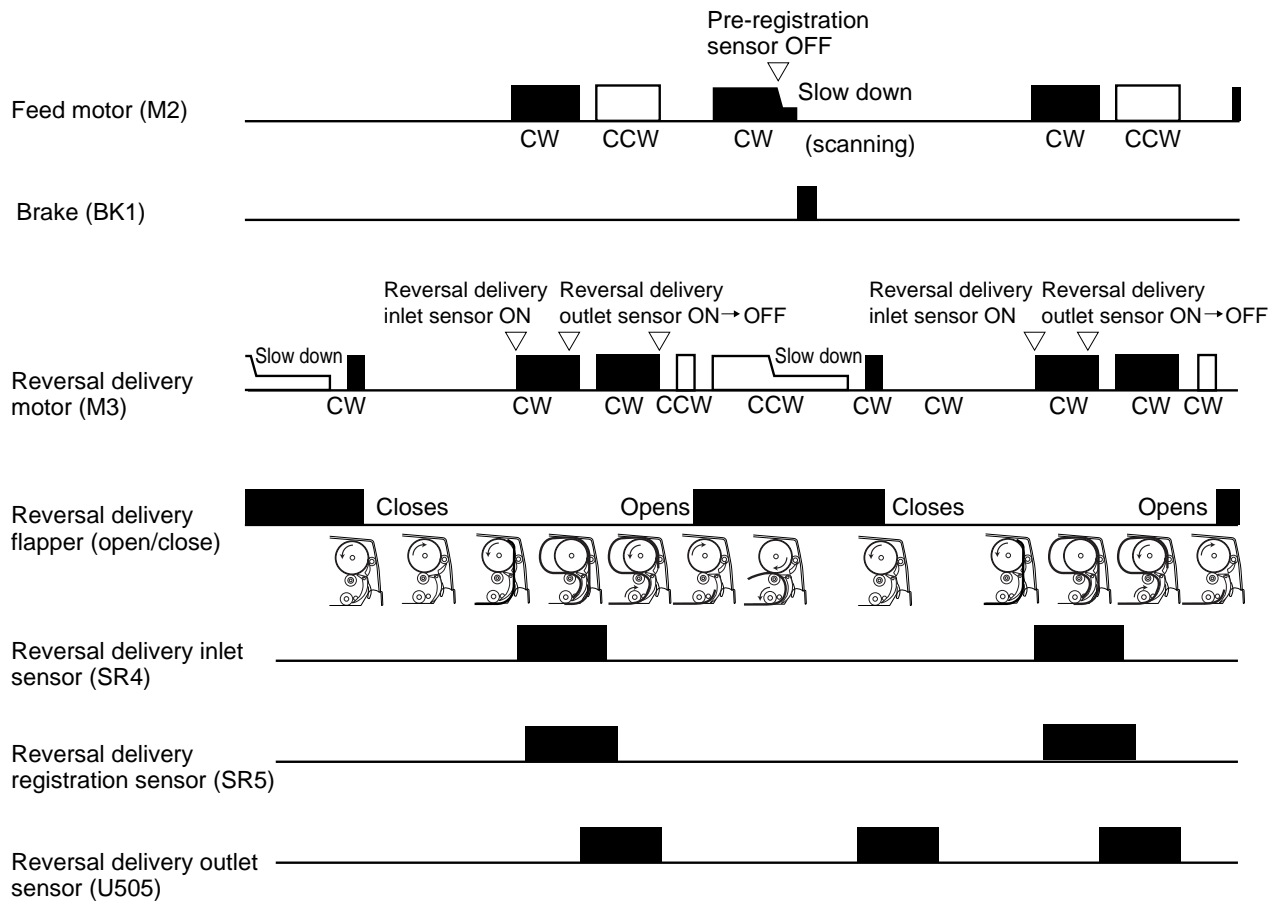 Pre-registration
sensor OFF
Feed motor (M2)
Slow down
CW
CCW
CW
(scanning)
CW
CCW
Brake (BK1)
Reversal delivery
inlet sensor ON
Reversal delivery
outlet sensor ON→OFF
Reversal delivery
inlet sensor ON
Reversal delivery
outlet sensor ON→OFF
Reversal delivery
motor (M3)
Slow down
Slow down
CW
CW
CW
CCW
CCW
CW
CW
CW
CW
CW
Reversal delivery
flapper (open/close)
Closes
Opens
Closes
Opens
Reversal delivery inlet
sensor (SR4)
Reversal delivery
registration sensor (SR5)
Reversal delivery outlet
sensor (U505)